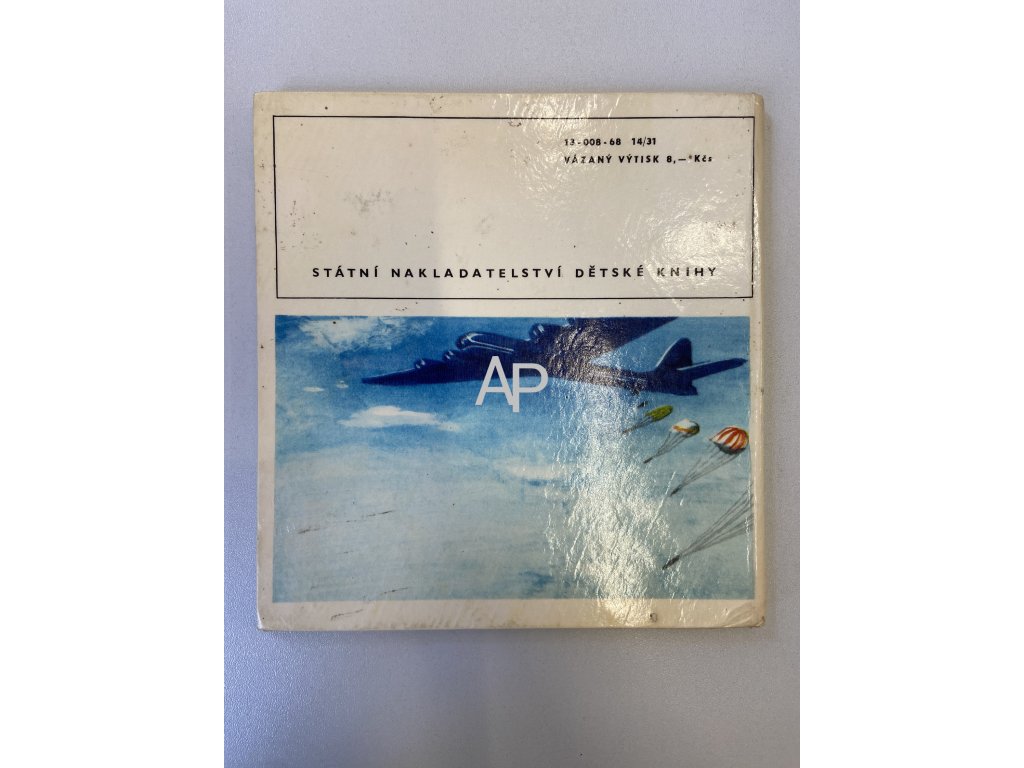 13-008-68 14/31
VÁZANÝ VÝTISK 8,— Kčs
STÁTNÍ NAKLADATELSTVÍ DĚTSKÉ KNIHY
AP